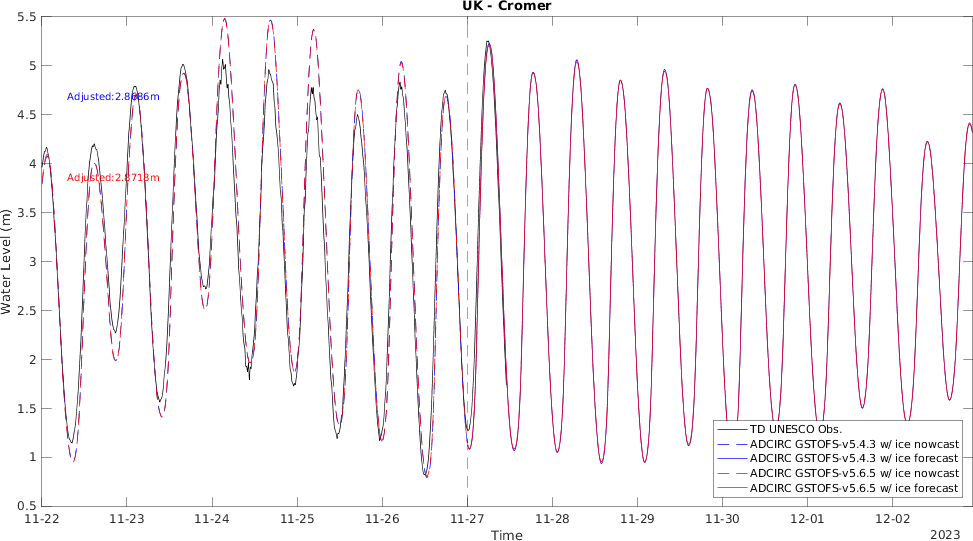 UK - Cromer
5.5
5
4.5
4
3.5
3
2.5
2
1.5
1
0.5
Water Level (m)
Adjusted:2.8686m
Adjusted:2.8713m
TD UNESCO Obs.
ADCIRC GSTOFS-v5.4.3 w/ ice nowcast
ADCIRC GSTOFS-v5.4.3 w/ ice forecast
ADCIRC GSTOFS-v5.6.5 w/ ice nowcast
ADCIRC GSTOFS-v5.6.5 w/ ice forecast
11-22 11-23 11-24 11-25 11-26 11-27 11-28 11-29 11-30 12-01 12-02
Time
2023